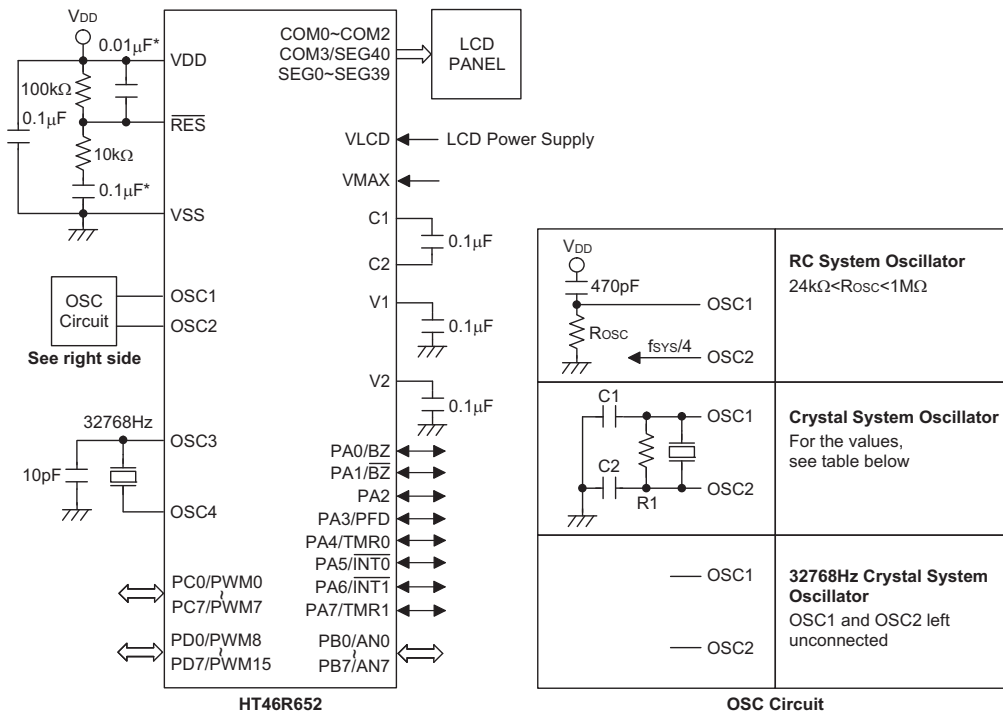 VDD
0.01µF*
VDD
100kΩ
0.1µF
RES
10kΩ
0.1µF*
VSS
OSC
Circuit
OSC1
OSC2
See right side
32768Hz
OSC3
10pF
OSC4
PC0/PWM0
~
PC7/PWM7
PD0/PWM8
~
PD7/PWM15
COM0~COM2
COM3/SEG40
SEG0~SEG39
LCD
PANEL
VLCD
LCD Power Supply
VMAX
C1
0.1µF
C2
V1
0.1µF
V2
0.1µF
PA0/BZ
PA1/BZ
PA2
PA3/PFD
PA4/TMR0
PA5/INT0
PA6/INT1
PA7/TMR1
PB0/AN0
~
PB7/AN7
HT46R652
VDD
470pF
OSC1
ROSC
fSYS/4
OSC2
RC System Oscillator
24kΩ<ROSC<1MΩ
C1
OSC1
C2
OSC2
R1
Crystal System Oscillator
For the values,
see table below
OSC1
OSC2
32768Hz Crystal System
Oscillator
OSC1 and OSC2 left
unconnected
OSC Circuit